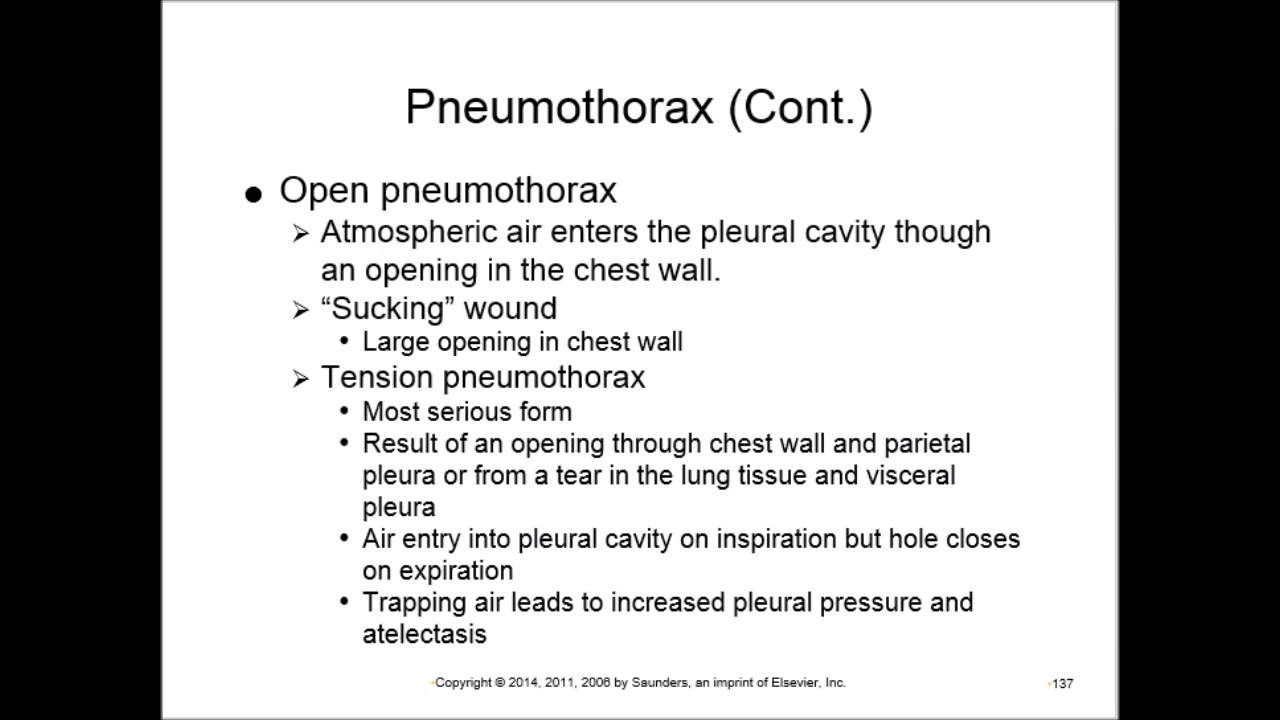 Pneumothorax (Cont.)
● Open pneumothorax
➢ Atmospheric air enters the pleural cavity though
an opening in the chest wall.
➢ “Sucking” wound
• Large opening in chest wall
➢ Tension pneumothorax
• Most serious form
• Result of an opening through chest wall and parietal
pleura or from a tear in the lung tissue and visceral
pleura
• Air entry into pleural cavity on inspiration but hole closes
on expiration
• Trapping air leads to increased pleural pressure and
atelectasis
•Copyright © 2014, 2011, 2006 by Saunders, an imprint of Elsevier, Inc.
•137